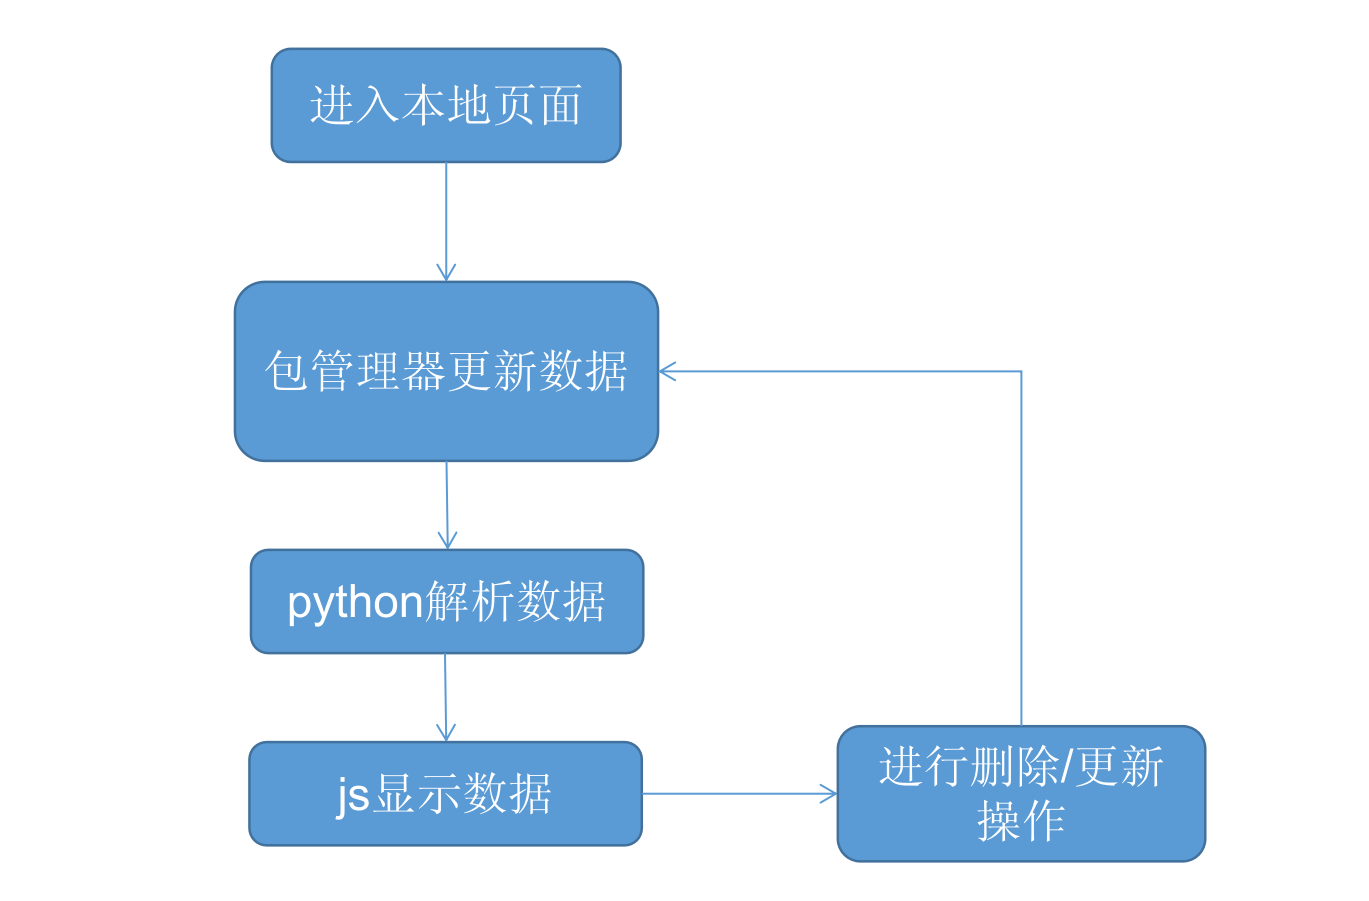 进入本地页面
包管理器更新数据
python解析数据
js显示数据
进行删除/更新
操作